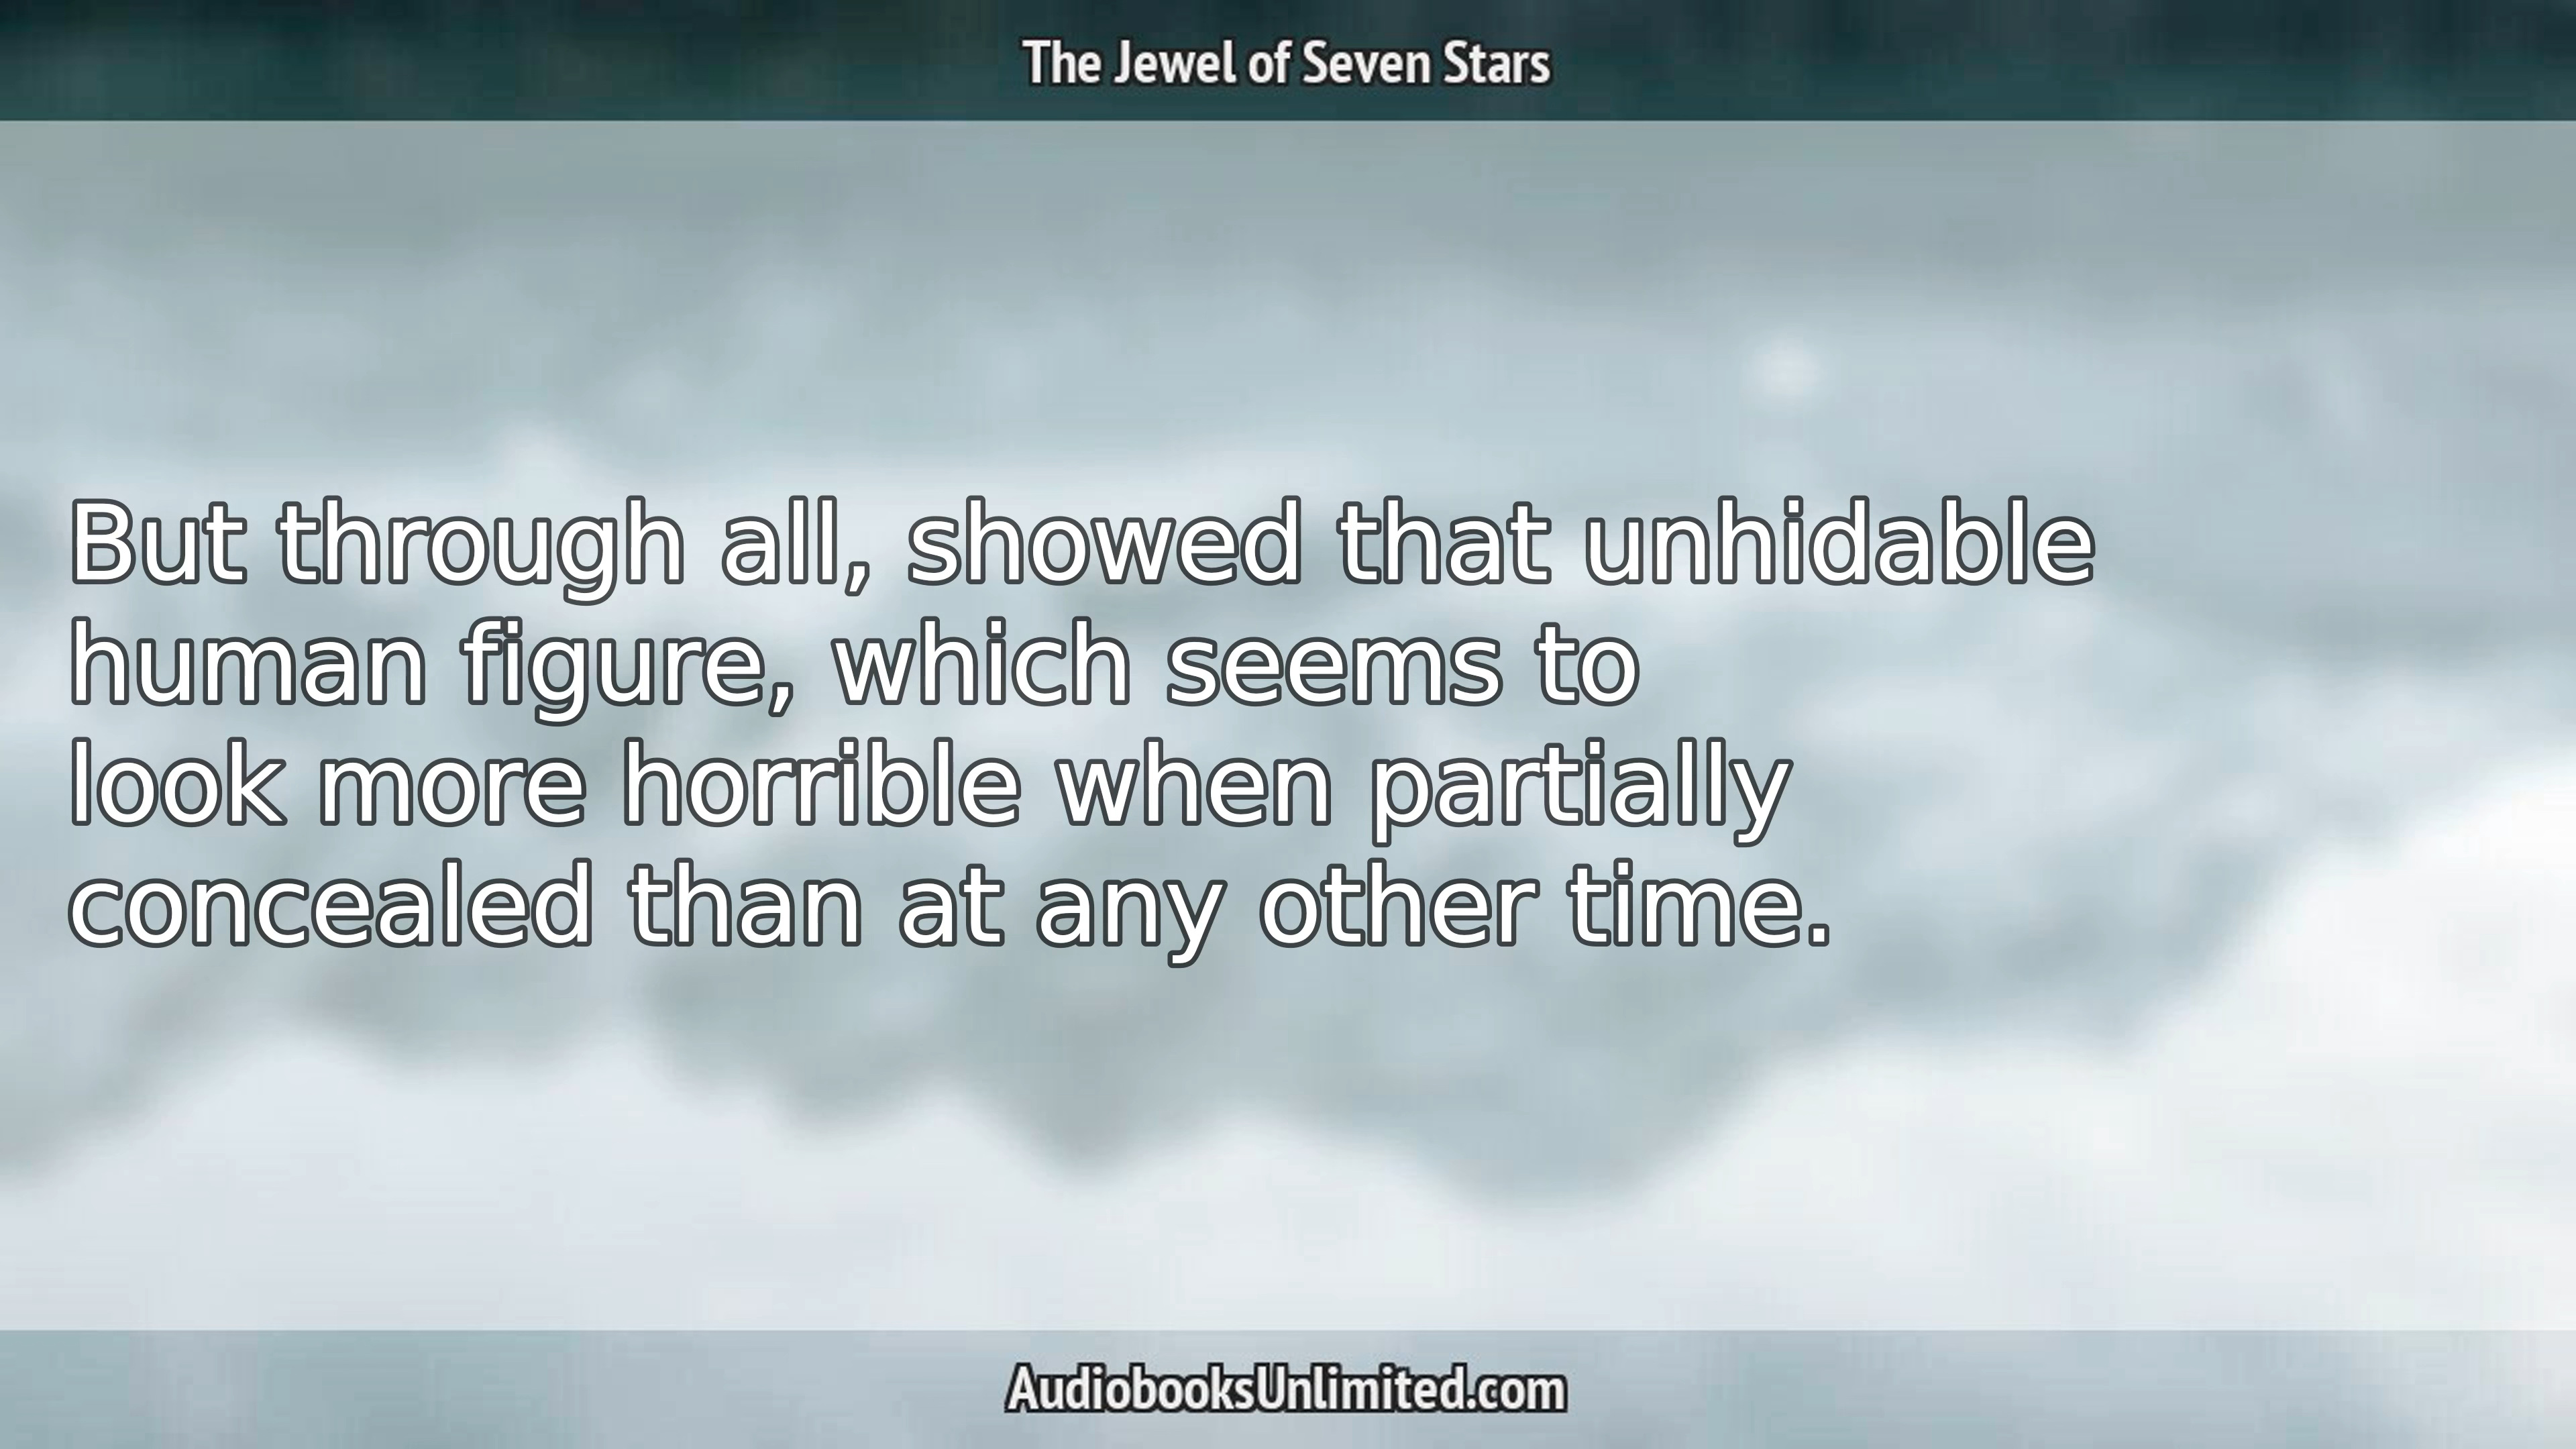 The Jewel of Seven Stars
But through all, showed that unhidable
human figure, which seems to
look more horrible when partially
concealed than at any other time.
AudiobooksUnlimited.com